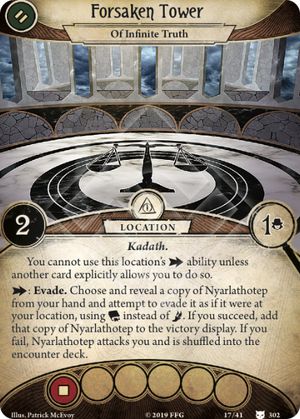 Forsaken Tower
Of Infinite Truth
2
LOCATION
1
Kadath.
You cannot use this location's ability unless
another card explicitly allows you to do so.
: Evade. Choose and reveal a copy of Nyarlathotep
from your hand and attempt to evade it as if it were at
your location, using instead of . If you succeed, add
that copy of Nyarlathotep to the victory display. If you
fail, Nyarlathotep attacks you and is shuffled into the
encounter deck.
Illus. Patrick McEvoy © 2019 FFG 17/41 302